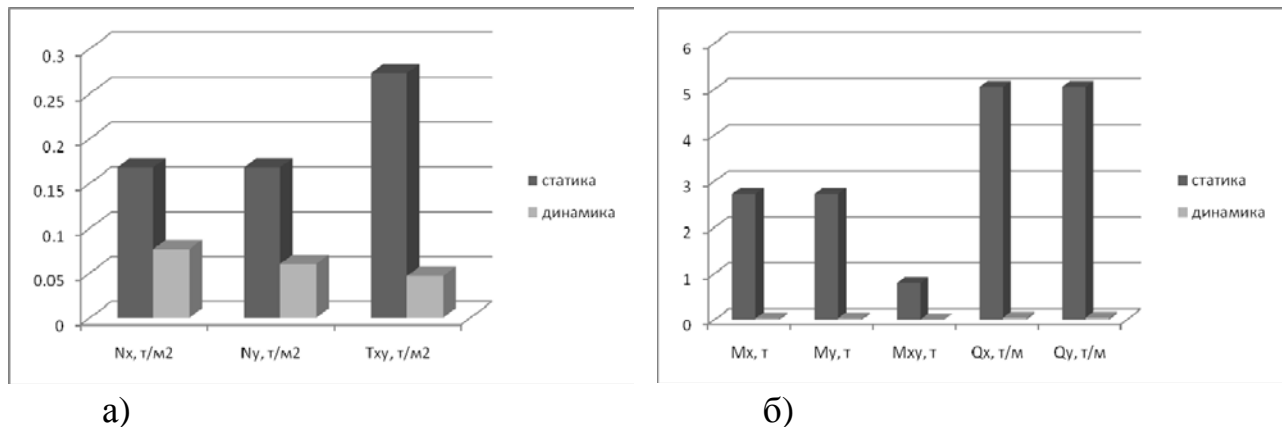 0.3
0.25
0.2
0.15
0.1
0.05
0
Nx, т/м2
Ny, т/м2
Txy, т/м2
статика
динамика
а)
6
5
4
3
2
1
0
Mx, т
My, т
Mxy, т
Qx, т/м
Qy, т/м
статика
динамика
б)